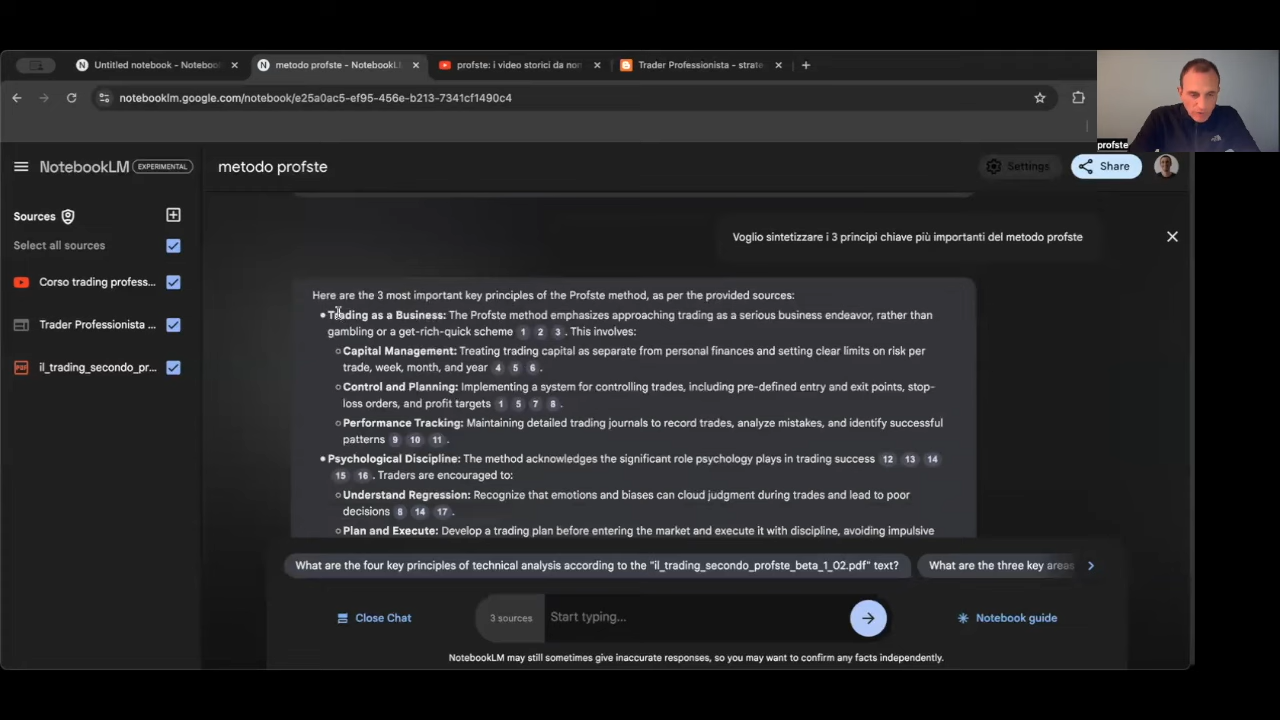 Untitled notebook - Notebo
metodo profste - NotebookL
profste: i video storici da non
Trader Professionista - strate
notebooklm.google.com/notebook/e25a0ac5-ef95-456e-b213-7341cf1490c4
profste
NotebookLM EXPERIMENTAL
metodo profste
Settings
Share
Sources
Select all sources
Corso trading profess...
Trader Professionista ...
PDF il_trading_secondo_pr...
Voglio sintetizzare i 3 principi chiave più importanti del metodo profste
Here are the 3 most important key principles of the Profste method, as per the provided sources:
Trading as a Business: The Profste method emphasizes approaching trading as a serious business endeavor, rather than
gambling or a get-rich-quick scheme 1 2 3 . This involves:
Capital Management: Treating trading capital as separate from personal finances and setting clear limits on risk per
trade, week, month, and year 4 5 6 .
Control and Planning: Implementing a system for controlling trades, including pre-defined entry and exit points, stop-
loss orders, and profit targets 1 5 7 8 .
Performance Tracking: Maintaining detailed trading journals to record trades, analyze mistakes, and identify successful
patterns 9 10 11 .
Psychological Discipline: The method acknowledges the significant role psychology plays in trading success 12 13 14
15 16 . Traders are encouraged to:
Understand Regression: Recognize that emotions and biases can cloud judgment during trades and lead to poor
decisions 8 14 17 .
Plan and Execute: Develop a trading plan before entering the market and execute it with discipline, avoiding impulsive
What are the four key principles of technical analysis according to the "il_trading_secondo_profste_beta_1_02.pdf" text?
What are the three key areas
Close Chat
3 sources
Start typing...
Notebook guide
NotebookLM may still sometimes give inaccurate responses, so you may want to confirm any facts independently.